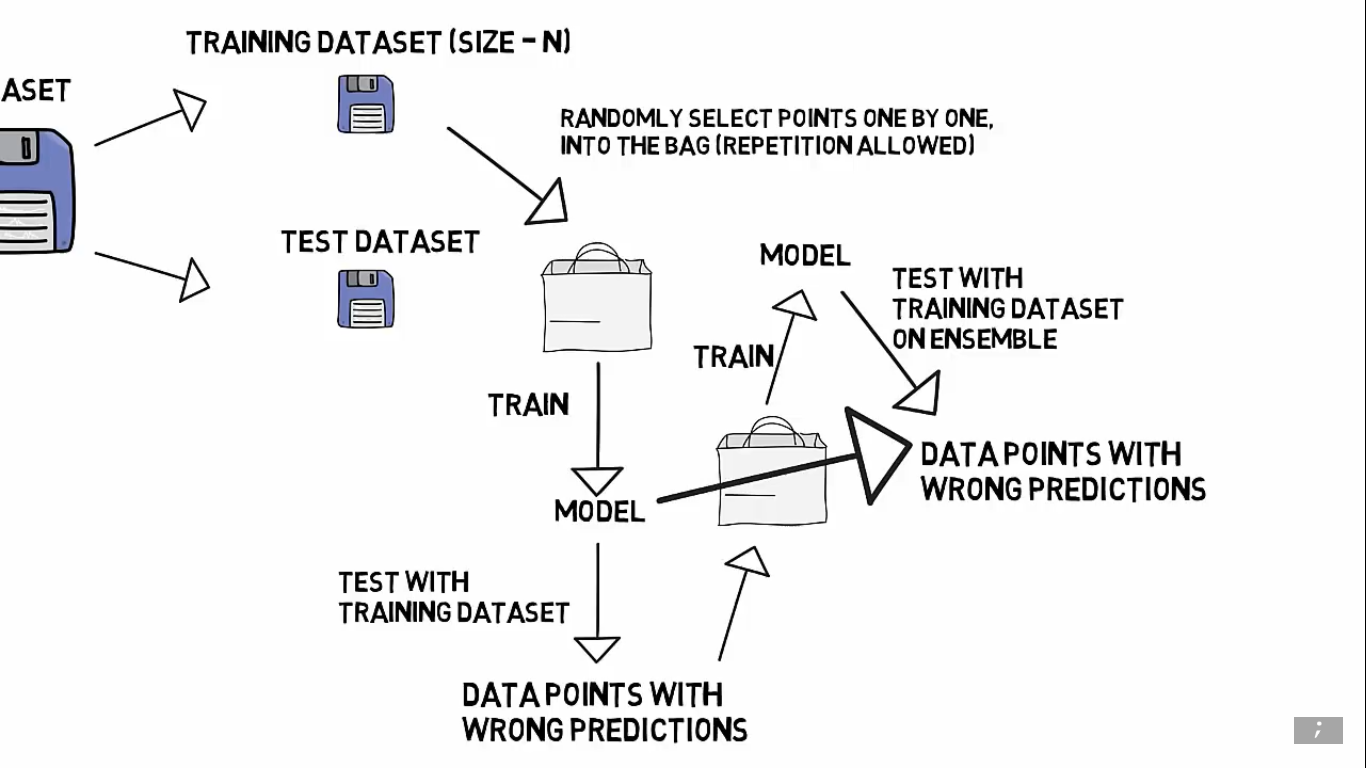 TRAINING DATASET (SIZE - N)
ASET
RANDOMLY SELECT POINTS ONE BY ONE,
INTO THE BAG (REPETITION ALLOWED)
TEST DATASET
MODEL
TEST WITH
TRAINING DATASET
ON ENSEMBLE
TRAIN
TRAIN
DATA POINTS WITH
WRONG PREDICTIONS
MODEL
TEST WITH
TRAINING DATASET
DATA POINTS WITH
WRONG PREDICTIONS
;